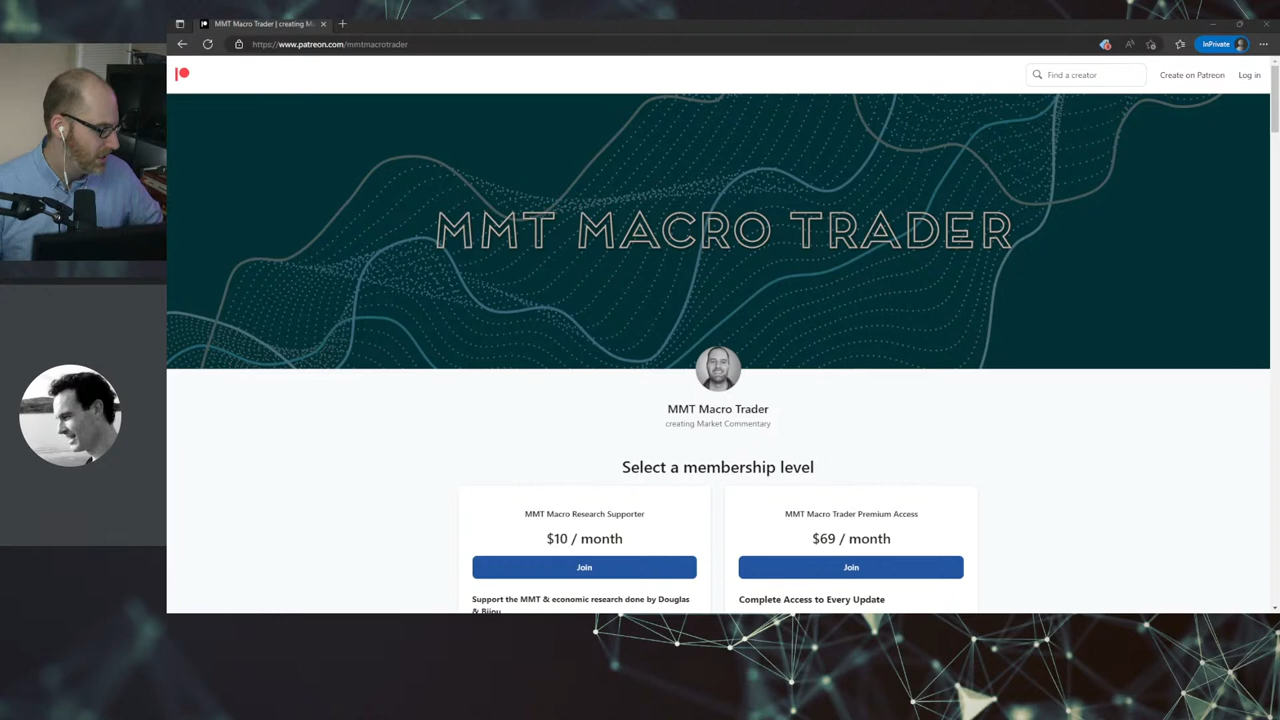 MMT Macro Trader | creating M
https://www.patreon.com/mmtmacrotrader
InPrivate
Find a creator
Create on Patreon
Log in
MMT MACRO TRADER
MMT Macro Trader
creating Market Commentary
Select a membership level
MMT Macro Research Supporter
$10 / month
Join
Support the MMT & economic research done by Douglas
& Bijou
MMT Macro Trader Premium Access
$69 / month
Join
Complete Access to Every Update